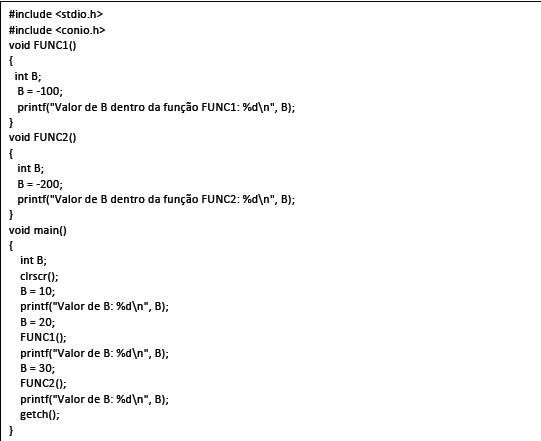 #include <stdio.h>
#include <conio.h>
void FUNC1()
{
int B;
B = -100;
printf("Valor de B dentro da função FUNC1: %d\n", B);
}
void FUNC2()
{
int B;
B = -200;
printf("Valor de B dentro da função FUNC2: %d\n", B);
}
void main()
{
int B;
clrscr();
B = 10;
printf("Valor de B: %d\n", B);
B = 20;
FUNC1();
printf("Valor de B: %d\n", B);
B = 30;
FUNC2();
printf("Valor de B: %d\n", B);
getch();
}